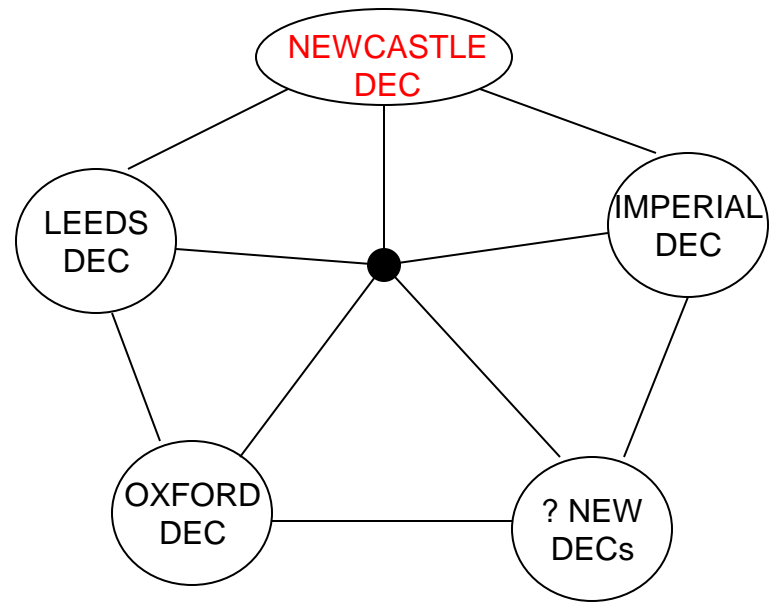 NEWCASTLE
DEC
LEEDS
DEC
IMPERIAL
DEC
OXFORD
DEC
? NEW
DECs